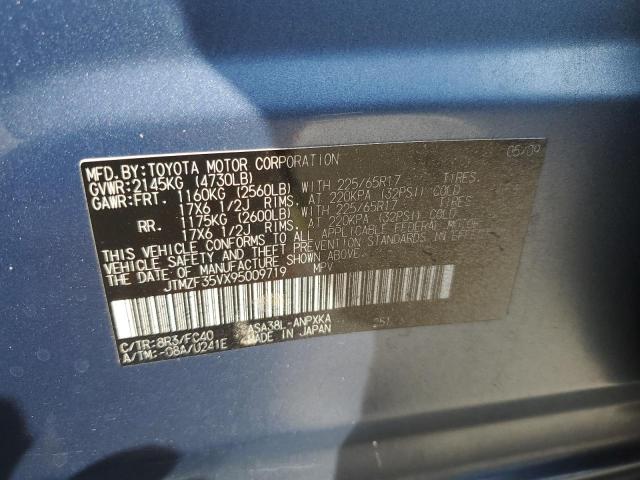 MFD.BY:TOYOTA MOTOR CORPORATION 05/09
GVWR:2145KG (4730LB)
GAWR:FRT. 1160KG (2560LB) WITH 225/65R17 TIRES,
17X6 1/2J RIMS, AT 220KPA (32PSI) COLD
RR. 1175KG (2600LB) WITH 225/65R17 TIRES,
17X6 1/2J RIMS, AT 220KPA (32PSI) COLD
THIS VEHICLE CONFORMS TO ALL APPLICABLE FEDERAL MOTOR
VEHICLE SAFETY AND THEFT PREVENTION STANDARDS IN EFFECT
ON THE DATE OF MANUFACTURE SHOWN ABOVE.
JTMZF35VX95009719 MPV
C/TR:8R3/FC40 ASA38L-ANPXKA 251
A/TM:-08A/U241E MADE IN JAPAN